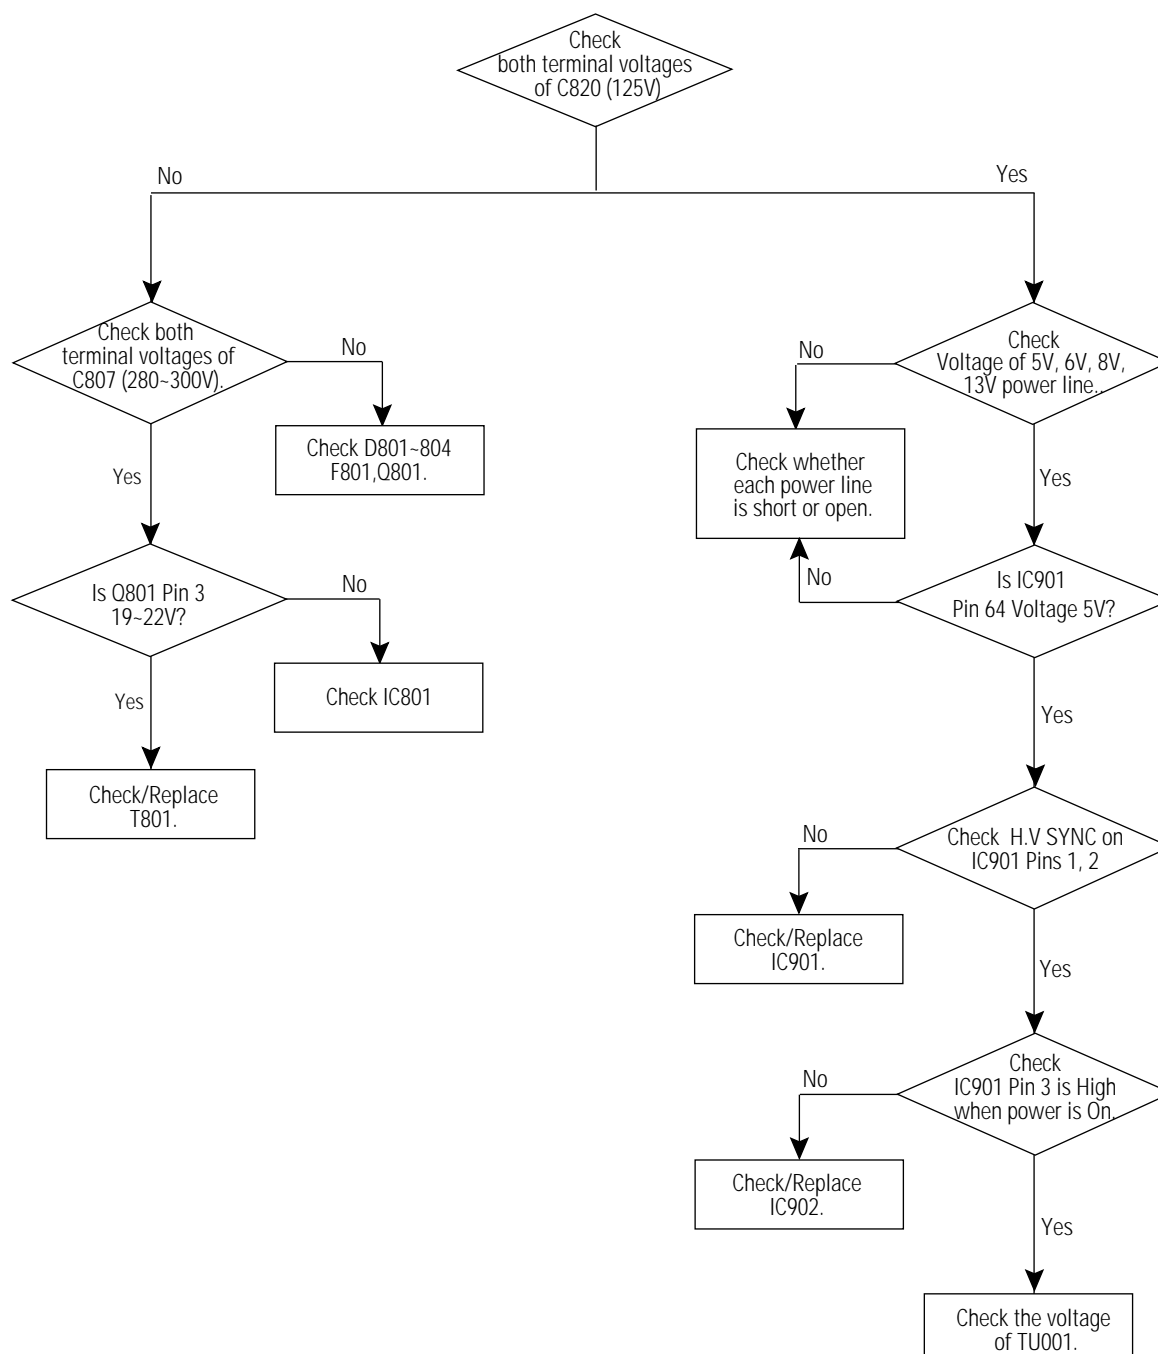 Check
both terminal voltages
of C820 (125V)
No
Yes
Check both
terminal voltages of
C807 (280~300V).
No
Check D801~804
F801,Q801.
Yes
Is Q801 Pin 3
19~22V?
No
Check IC801
Yes
Check/Replace
T801.
Check
Voltage of 5V, 6V, 8V,
13V power line..
No
Check whether
each power line
is short or open.
Yes
Is IC901
Pin 64 Voltage 5V?
No
Yes
Check H.V SYNC on
IC901 Pins 1, 2
No
Check/Replace
IC901.
Yes
Check
IC901 Pin 3 is High
when power is On.
No
Check/Replace
IC902.
Yes
Check the voltage
of TU001.